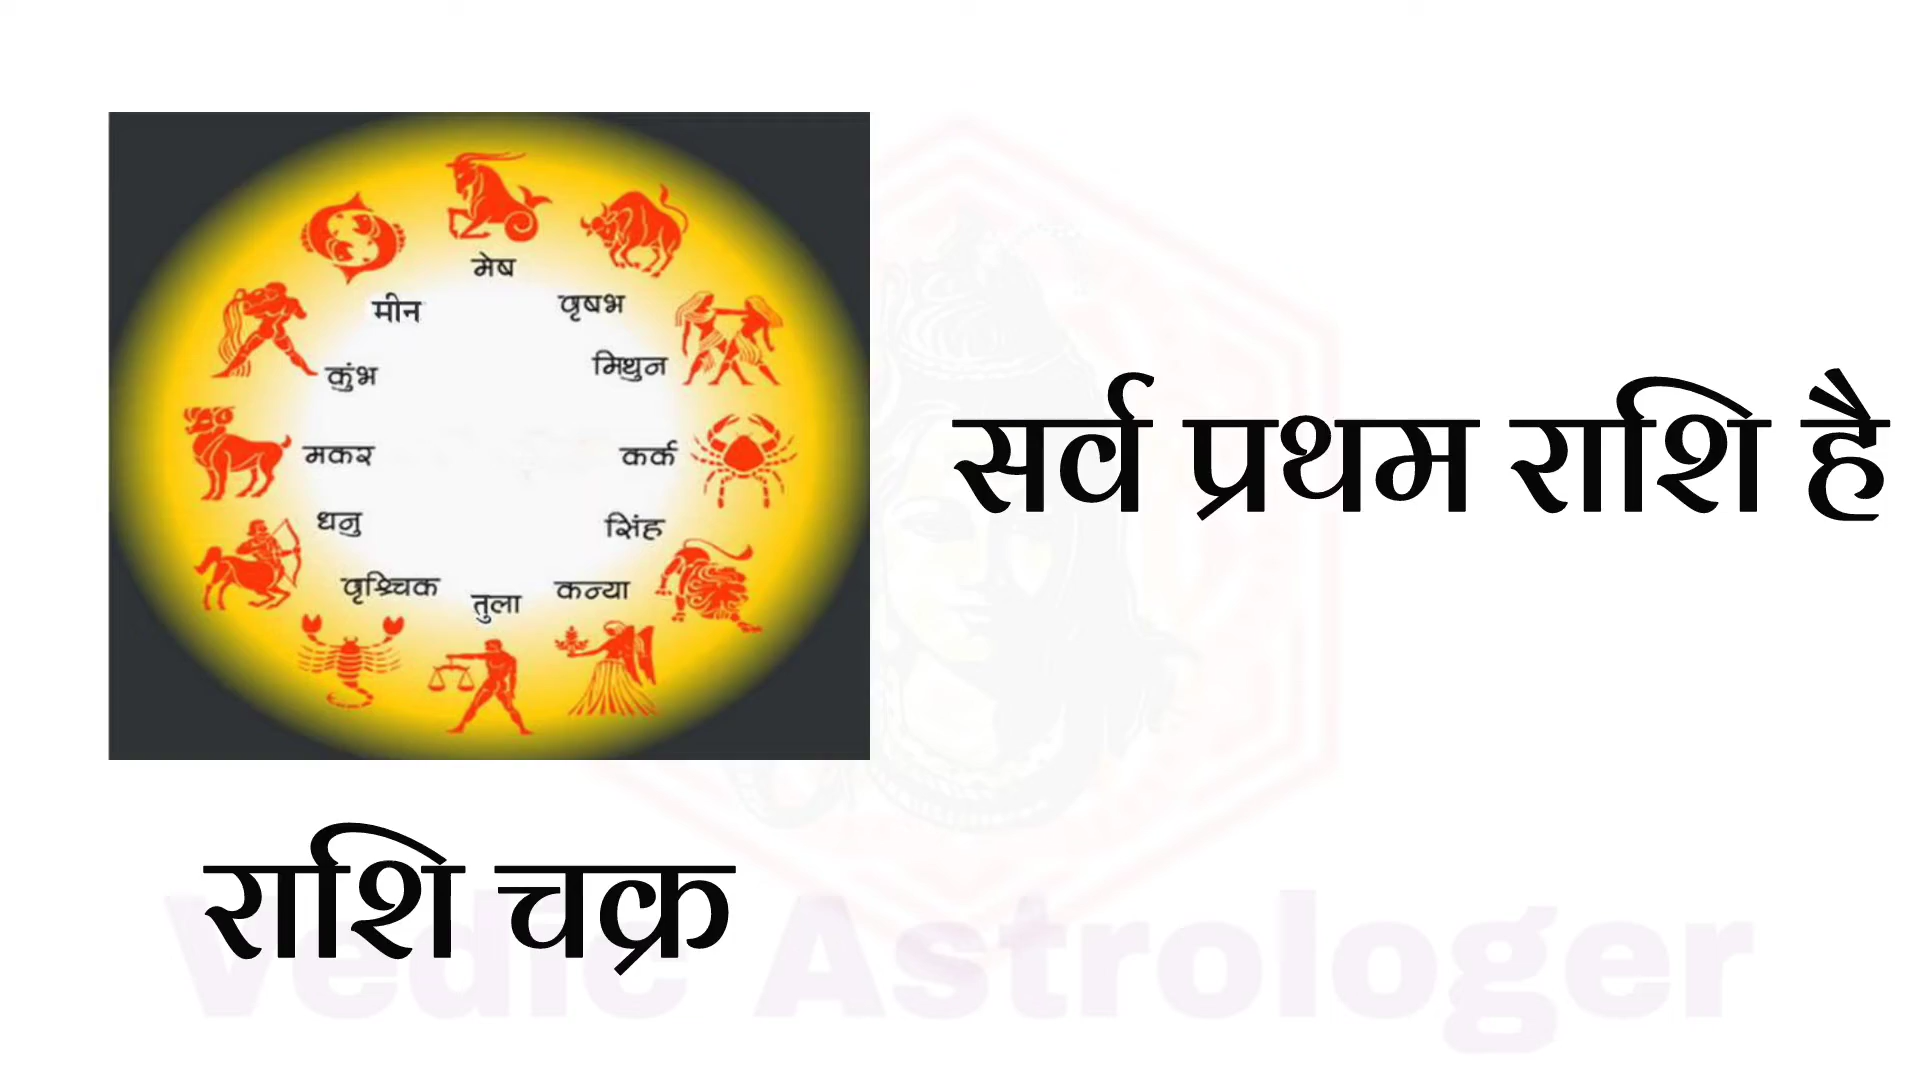 मेष
वृषभ
मीन
मिथुन
कुंभ
कर्क
मकर
सिंह
धनु
कन्या
वृश्चिक
तुला
सर्व प्रथम राशि है
राशि चक्र
Vedic Astrologer